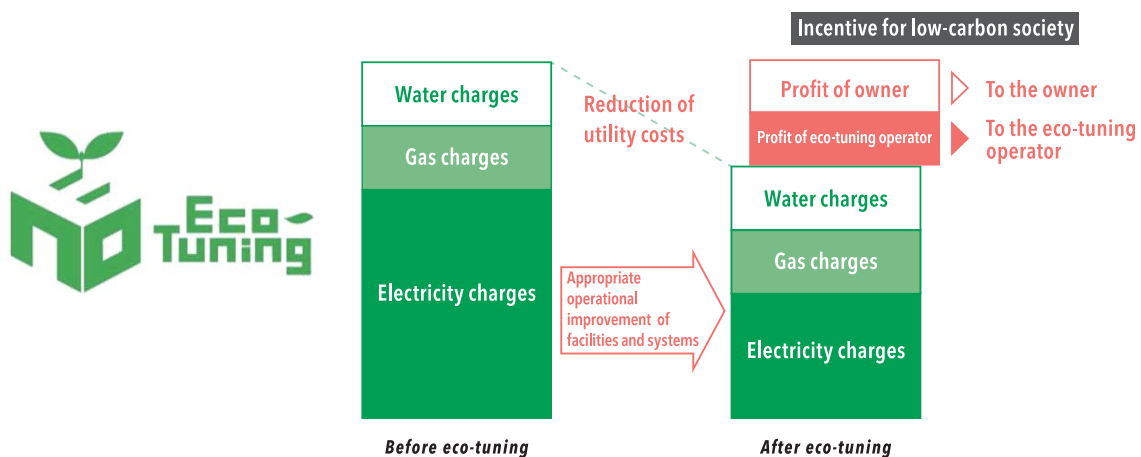 Eco-
Tuning
Water charges
Gas charges
Electricity charges
Before eco-tuning
Reduction of
utility costs
Appropriate
operational
improvement of
facilities and systems
Incentive for low-carbon society
Profit of owner
To the owner
Profit of eco-tuning operator
To the eco-tuning
operator
Water charges
Gas charges
Electricity charges
After eco-tuning